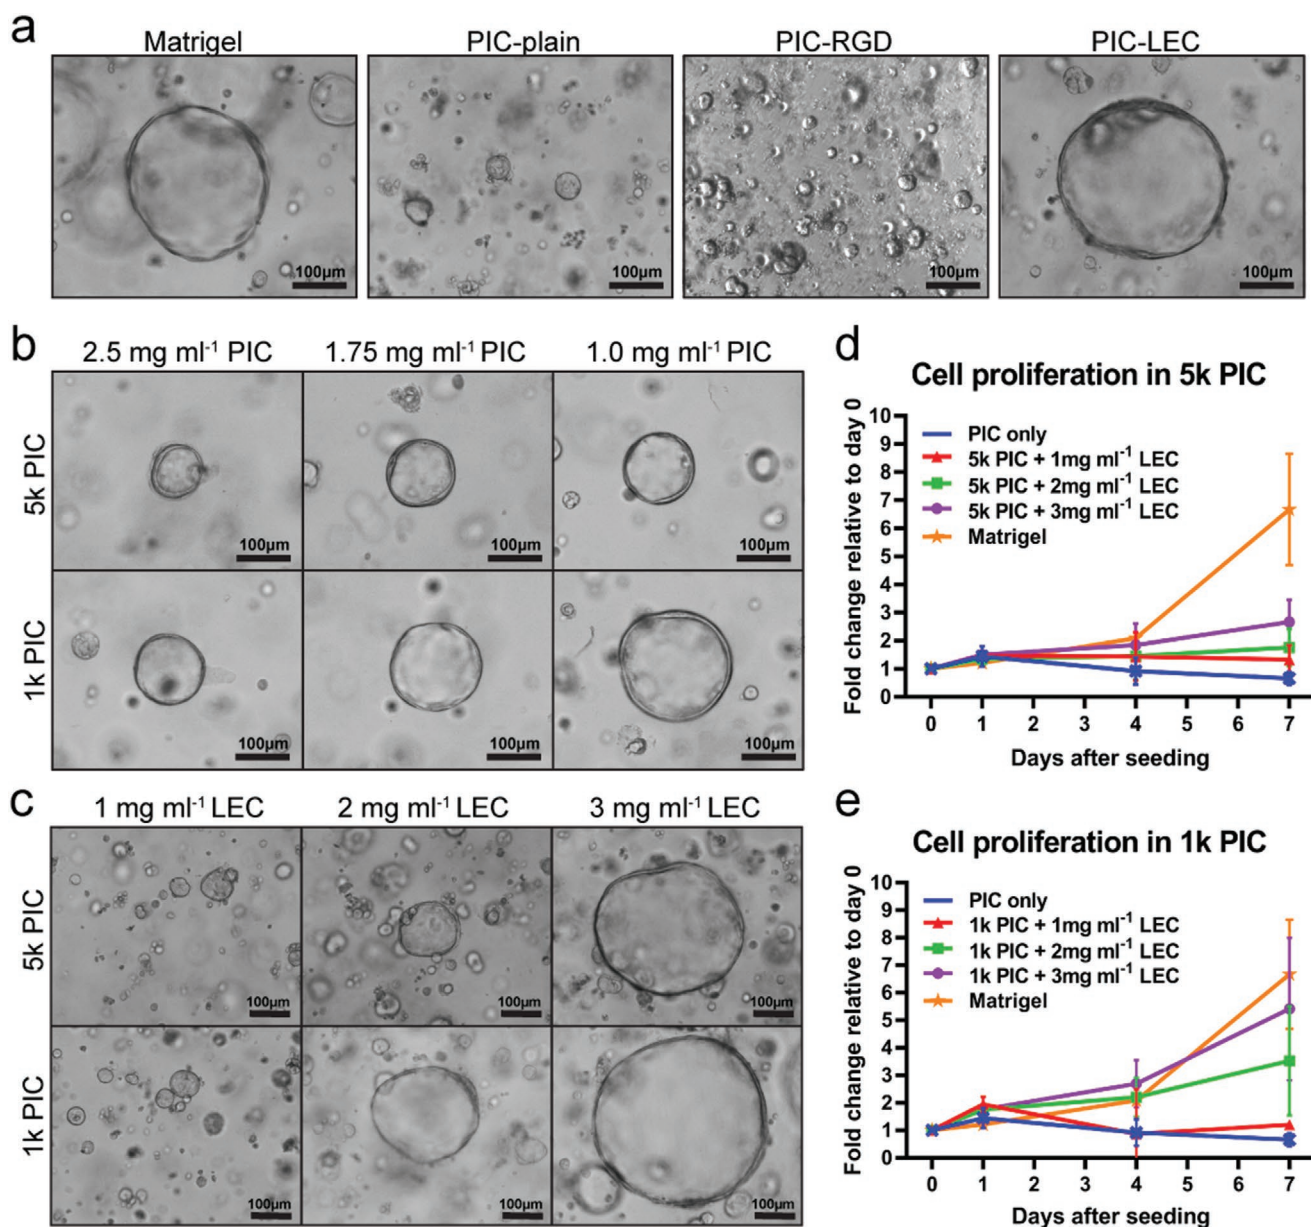 a
Matrigel
PIC-plain
PIC-RGD
PIC-LEC
100µm
100µm
100µm
100µm
b
2.5 mg ml⁻¹ PIC
1.75 mg ml⁻¹ PIC
1.0 mg ml⁻¹ PIC
5k PIC
100µm
100µm
100µm
1k PIC
100µm
100µm
100µm
c
1 mg ml⁻¹ LEC
2 mg ml⁻¹ LEC
3 mg ml⁻¹ LEC
5k PIC
100µm
100µm
100µm
1k PIC
100µm
100µm
100µm
d
Cell proliferation in 5k PIC
Fold change relative to day 0
10
9
8
7
6
5
4
3
2
1
0
PIC only
5k PIC + 1mg ml⁻¹ LEC
5k PIC + 2mg ml⁻¹ LEC
5k PIC + 3mg ml⁻¹ LEC
Matrigel
0 1 2 3 4 5 6 7
Days after seeding
e
Cell proliferation in 1k PIC
Fold change relative to day 0
10
9
8
7
6
5
4
3
2
1
0
PIC only
1k PIC + 1mg ml⁻¹ LEC
1k PIC + 2mg ml⁻¹ LEC
1k PIC + 3mg ml⁻¹ LEC
Matrigel
0 1 2 3 4 5 6 7
Days after seeding